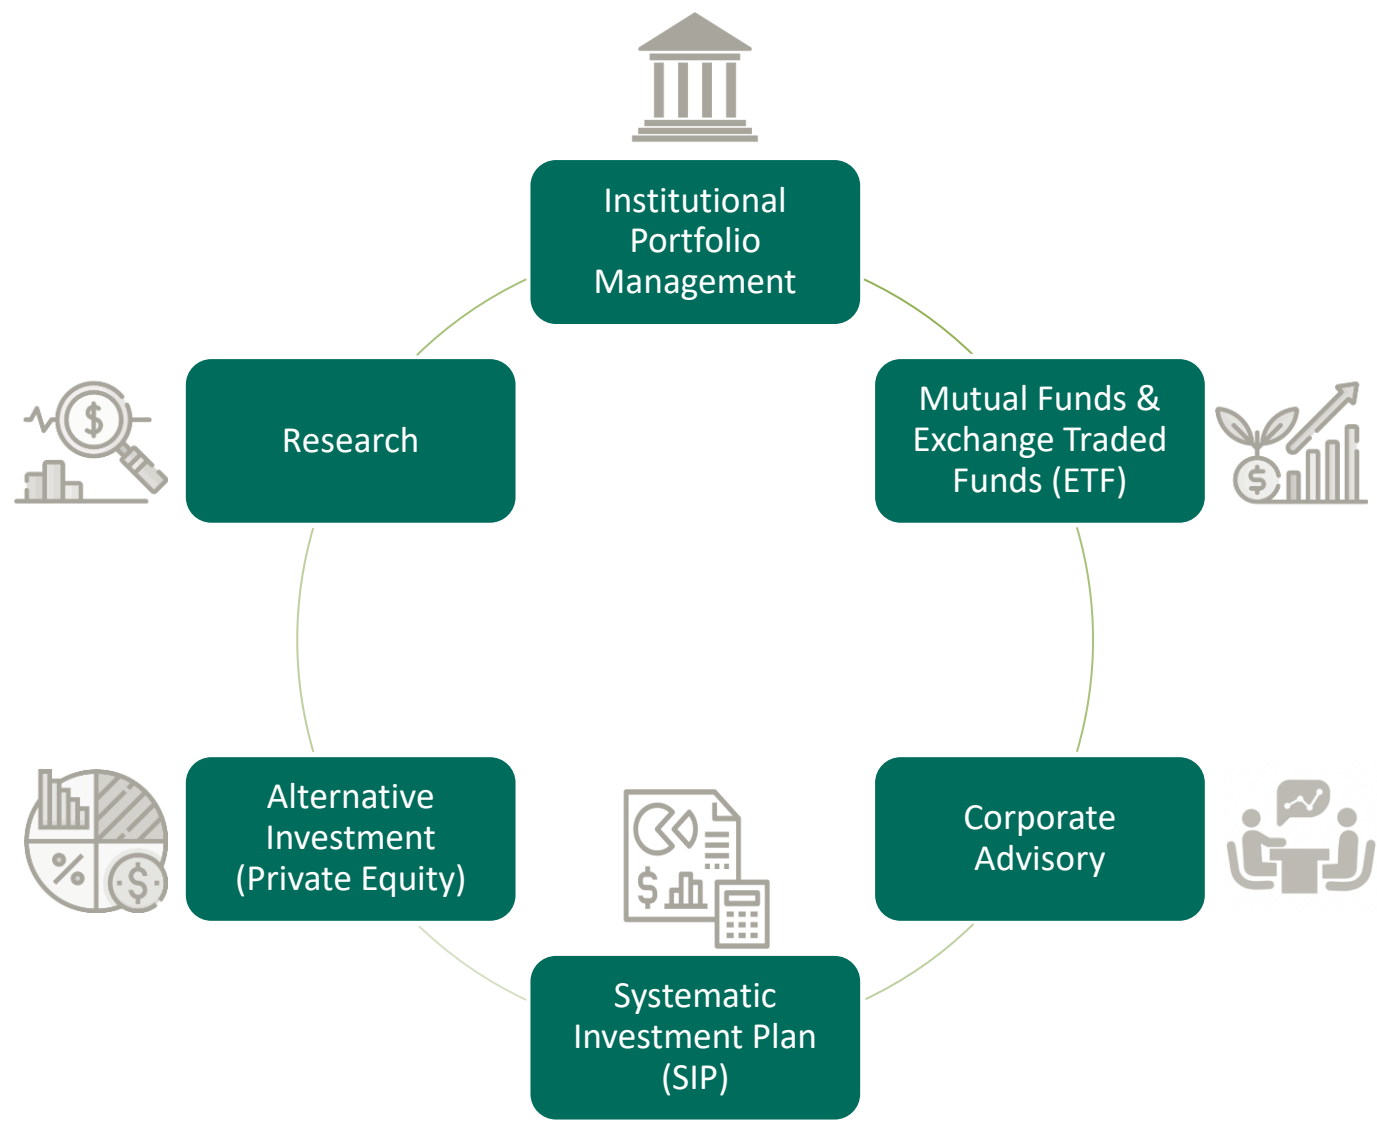 Institutional
Portfolio
Management
Mutual Funds &
Exchange Traded
Funds (ETF)
Research
$
$
Corporate
Advisory
Alternative
Investment
(Private Equity)
%
$
$
Systematic
Investment Plan
(SIP)